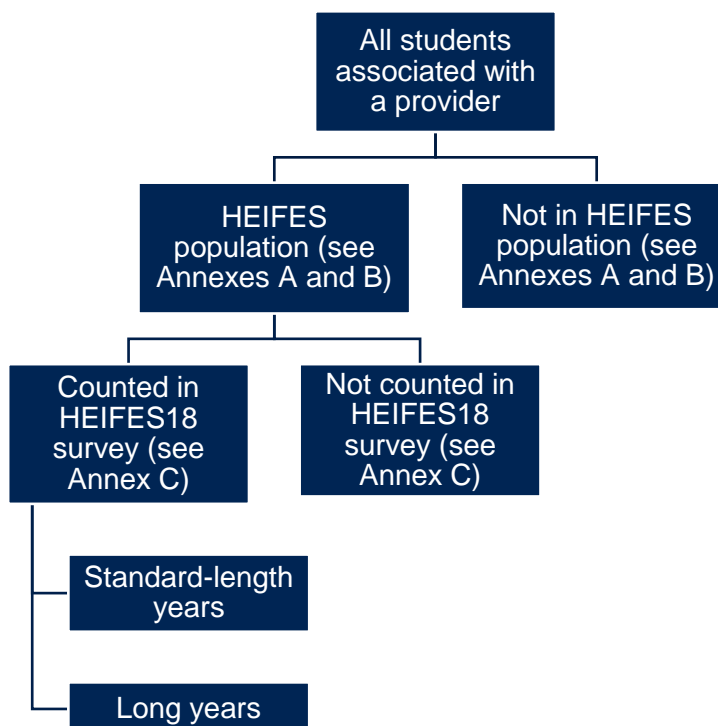 All students
associated with
a provider
HEIFES
population (see
Annexes A and B)
Not in HEIFES
population (see
Annexes A and B)
Counted in
HEIFES18
survey (see
Annex C)
Not counted in
HEIFES18
survey (see
Annex C)
Standard-length
years
Long years